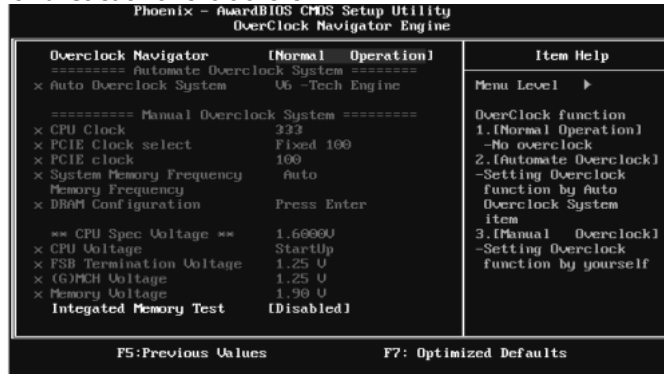 Phoenix - AwardBIOS CMOS Setup Utility
OverClock Navigator Engine
Overclock Navigator [Normal Operation]
========= Automate Overclock System ========
x Auto Overclock System V6 -Tech Engine
========== Manual Overclock System =========
x CPU Clock 333
x PCIE Clock select Fixed 100
x PCIE clock 100
x System Memory Frequency Auto
Memory Frequency
x DRAM Configuration Press Enter
** CPU Spec Voltage ** 1.6000V
x CPU Voltage StartUp
x FSB Termination Voltage 1.25 V
x (G)MCH Voltage 1.25 V
x Memory Voltage 1.90 V
Integated Memory Test [Disabled]
Item Help
Menu Level ▶
OverClock function
1.[Normal Operation]
-No overclock
2.[Automate Overclock]
-Setting Overclock
function by Auto
Overclock System
item
3.[Manual Overclock]
-Setting Overclock
function by yourself
F5:Previous Values F7: Optimized Defaults